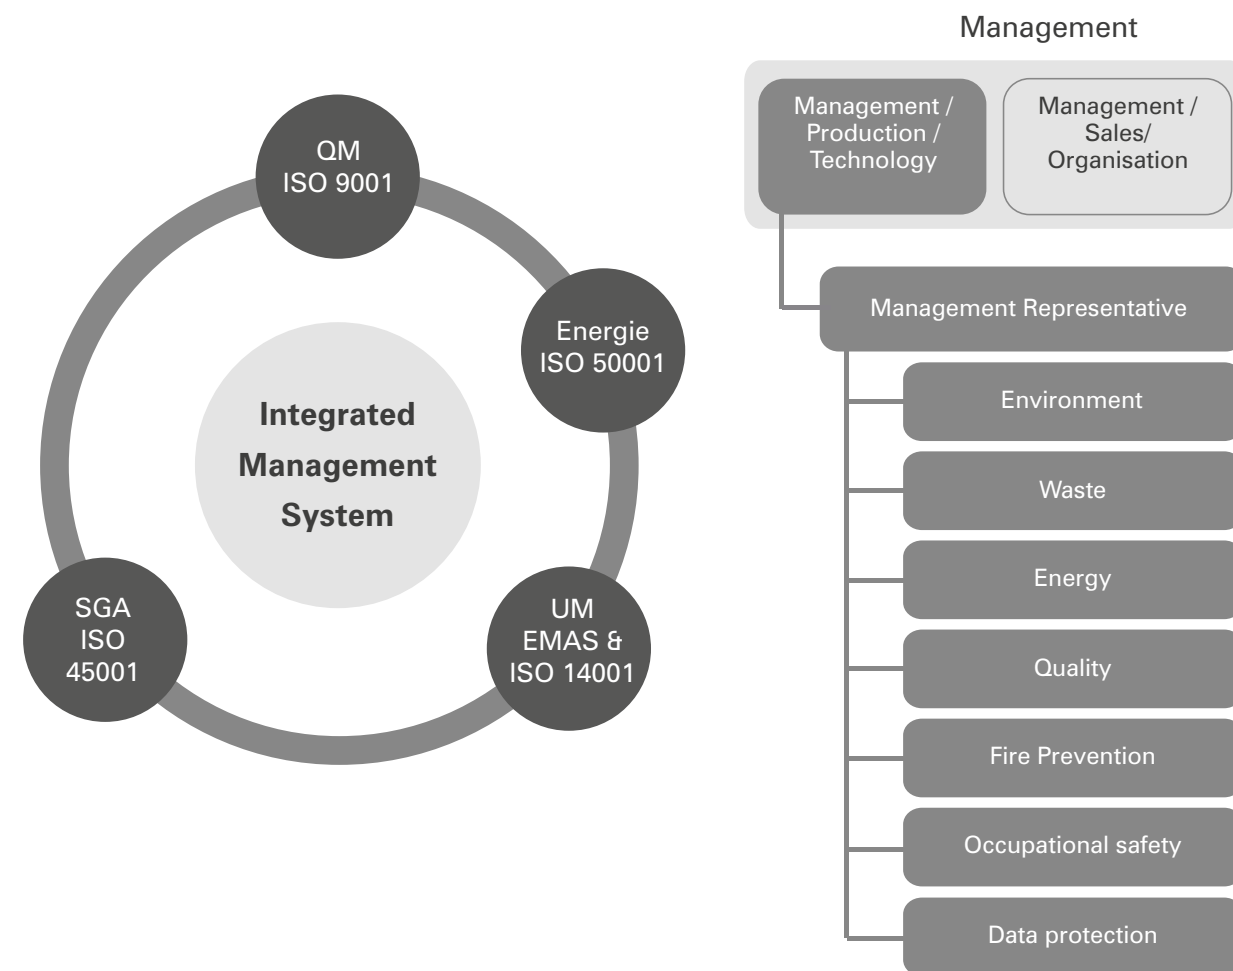 QM
ISO 9001
Energie
ISO 50001
Integrated
Management
System
SGA
ISO
45001
UM
EMAS &
ISO 14001
Management
Management /
Production /
Technology
Management /
Sales/
Organisation
Management Representative
Environment
Waste
Energy
Quality
Fire Prevention
Occupational safety
Data protection